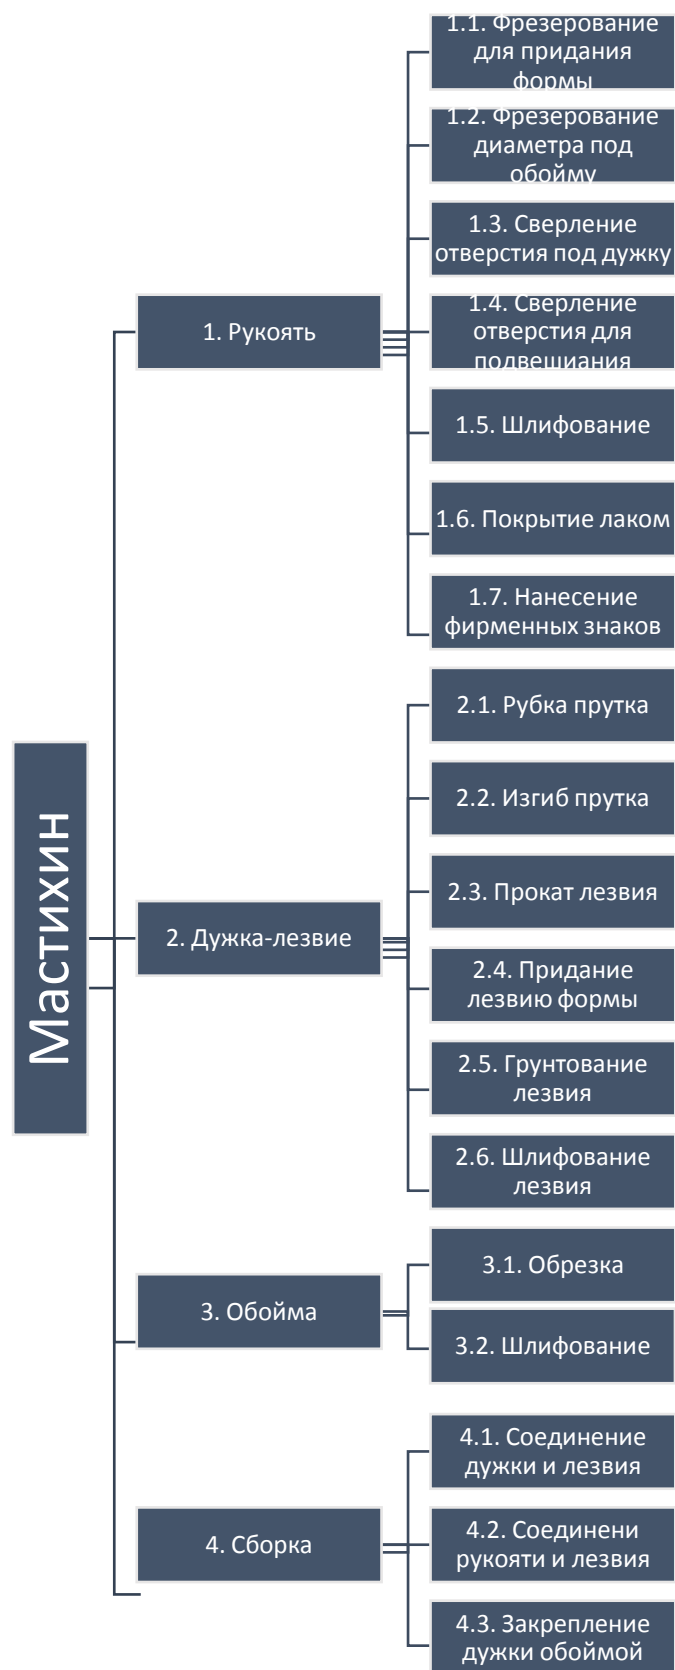 Мастихин
1. Рукоять
1.1. Фрезерование
для придания
формы
1.2. Фрезерование
диаметра под
обойму
1.3. Сверление
отверстия под дужку
1.4. Сверление
отверстия для
подвешиания
1.5. Шлифование
1.6. Покрытие лаком
1.7. Нанесение
фирменных знаков
2. Дужка-лезвие
2.1. Рубка прутка
2.2. Изгиб прутка
2.3. Прокат лезвия
2.4. Придание
лезвию формы
2.5. Грунтование
лезвия
2.6. Шлифование
лезвия
3. Обойма
3.1. Обрезка
3.2. Шлифование
4. Сборка
4.1. Соединение
дужки и лезвия
4.2. Соединени
рукояти и лезвия
4.3. Закрепление
дужки обоймой